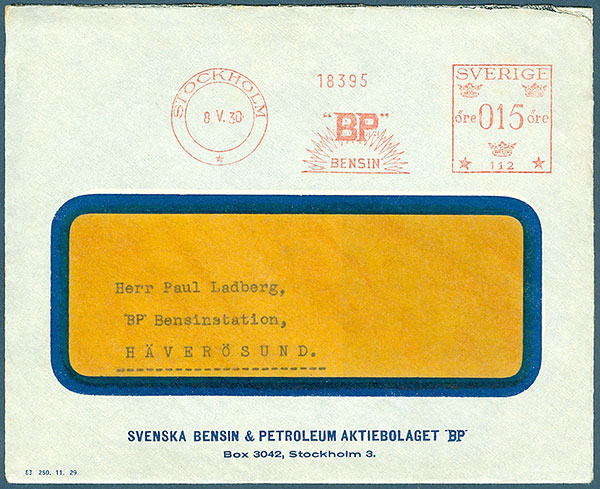 STOCKHOLM
8 V. 30
18395
"BP"
BENSIN
SVERIGE
öre 015 öre
112
Herr Paul Ladberg,
"BP" Bensinstation,
HÄVERÖSUND.
SVENSKA BENSIN & PETROLEUM AKTIEBOLAGET "BP"
Box 3042, Stockholm 3.
E3 250. 11. 29